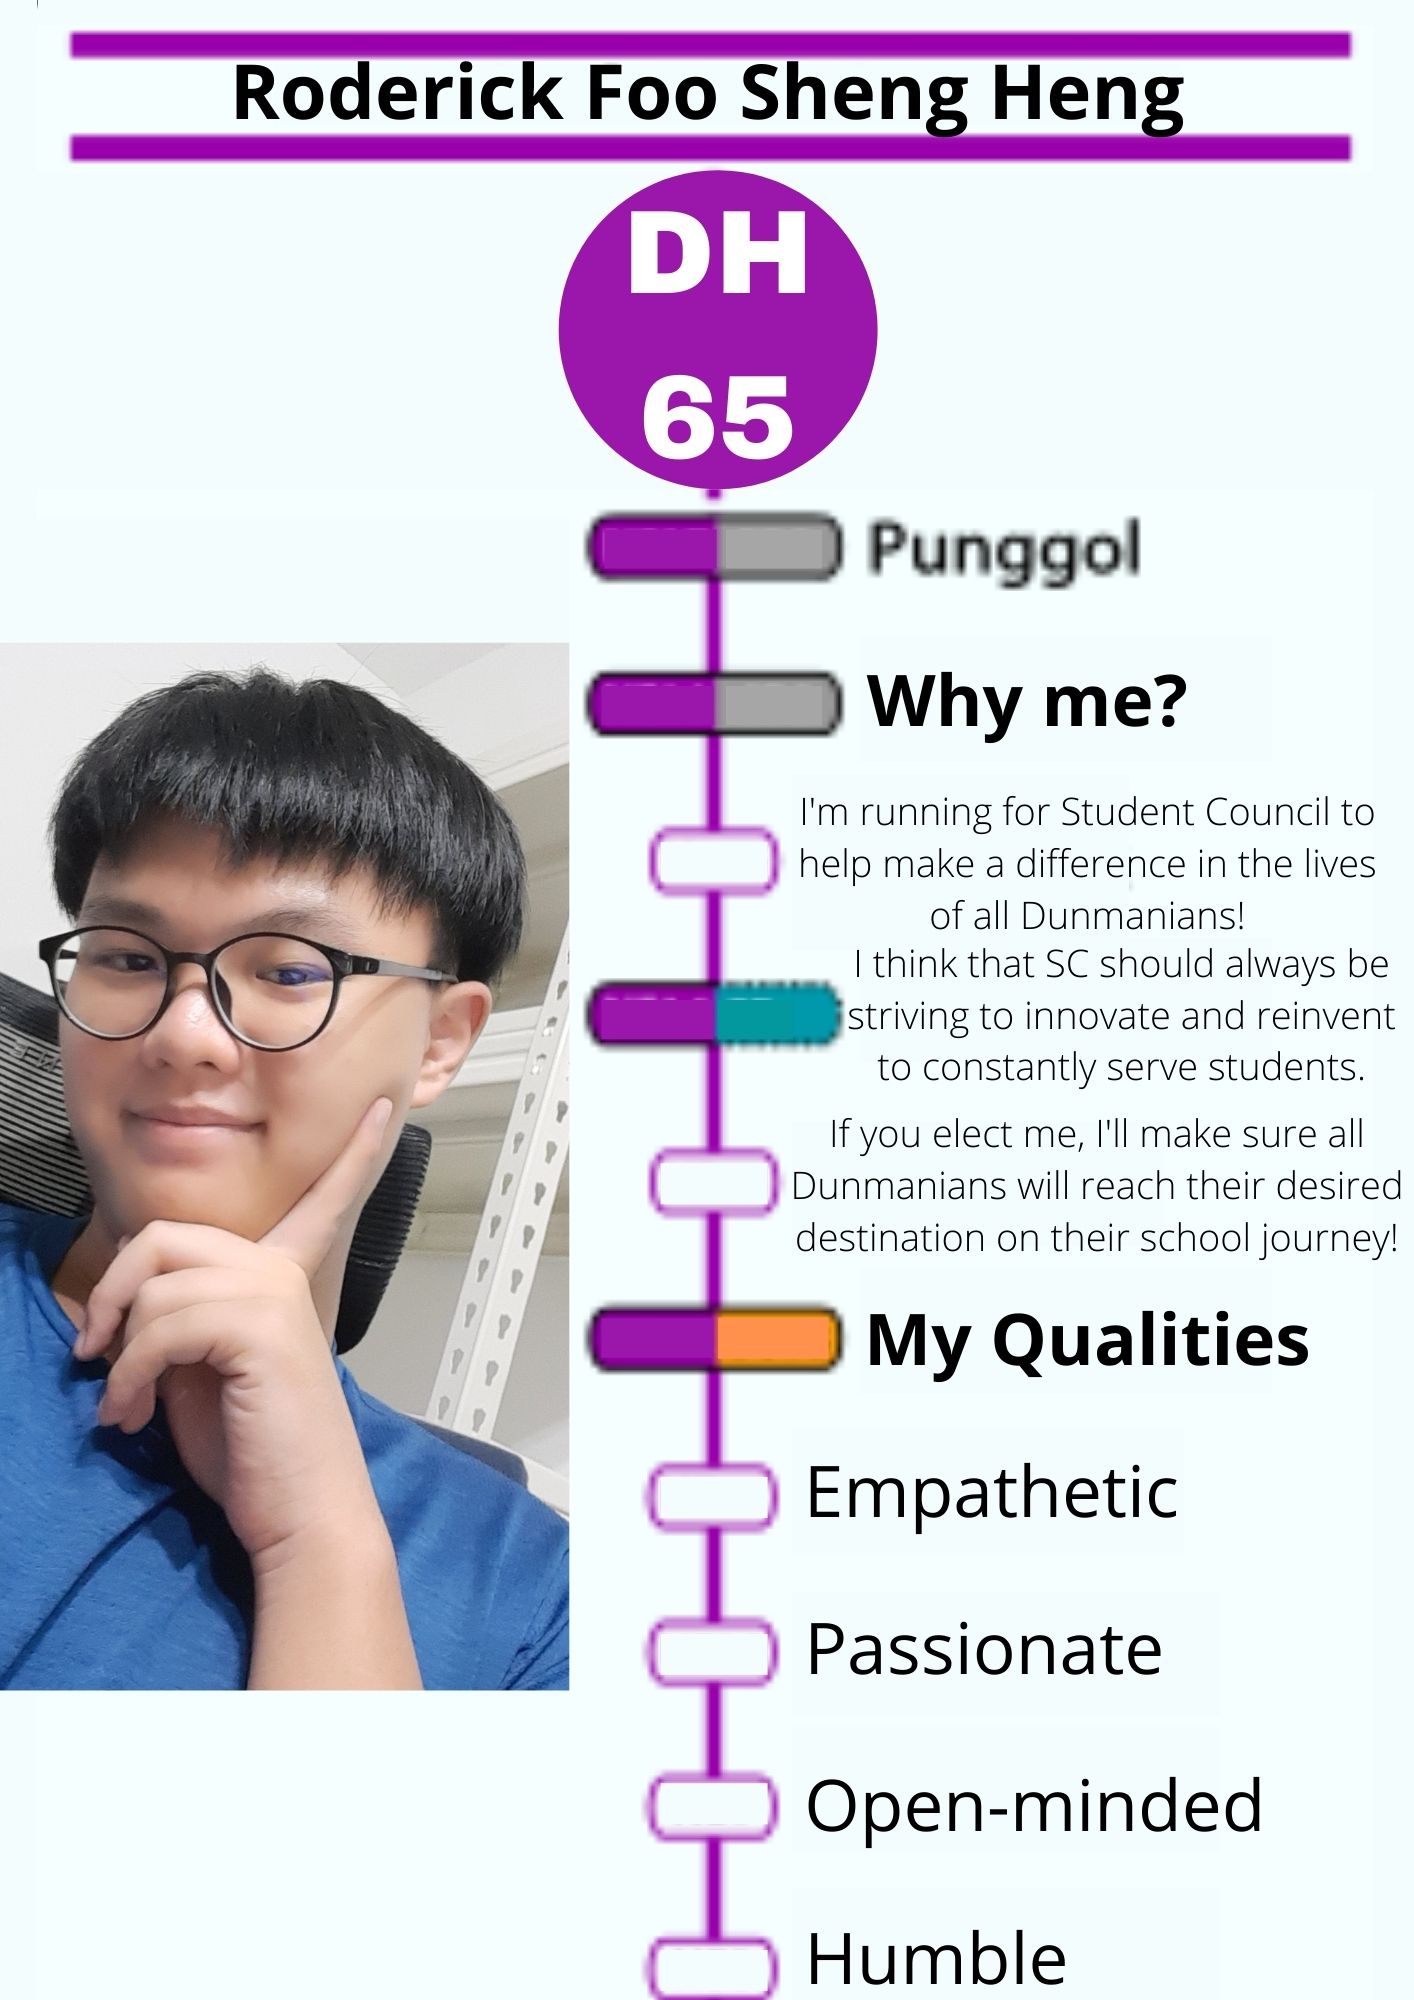 Roderick Foo Sheng Heng
DH
65
Punggol
Why me?
I'm running for Student Council to
help make a difference in the lives
of all Dunmanians!
I think that SC should always be
striving to innovate and reinvent
to constantly serve students.
If you elect me, I'll make sure all
Dunmanians will reach their desired
destination on their school journey!
My Qualities
Empathetic
Passionate
Open-minded
Humble